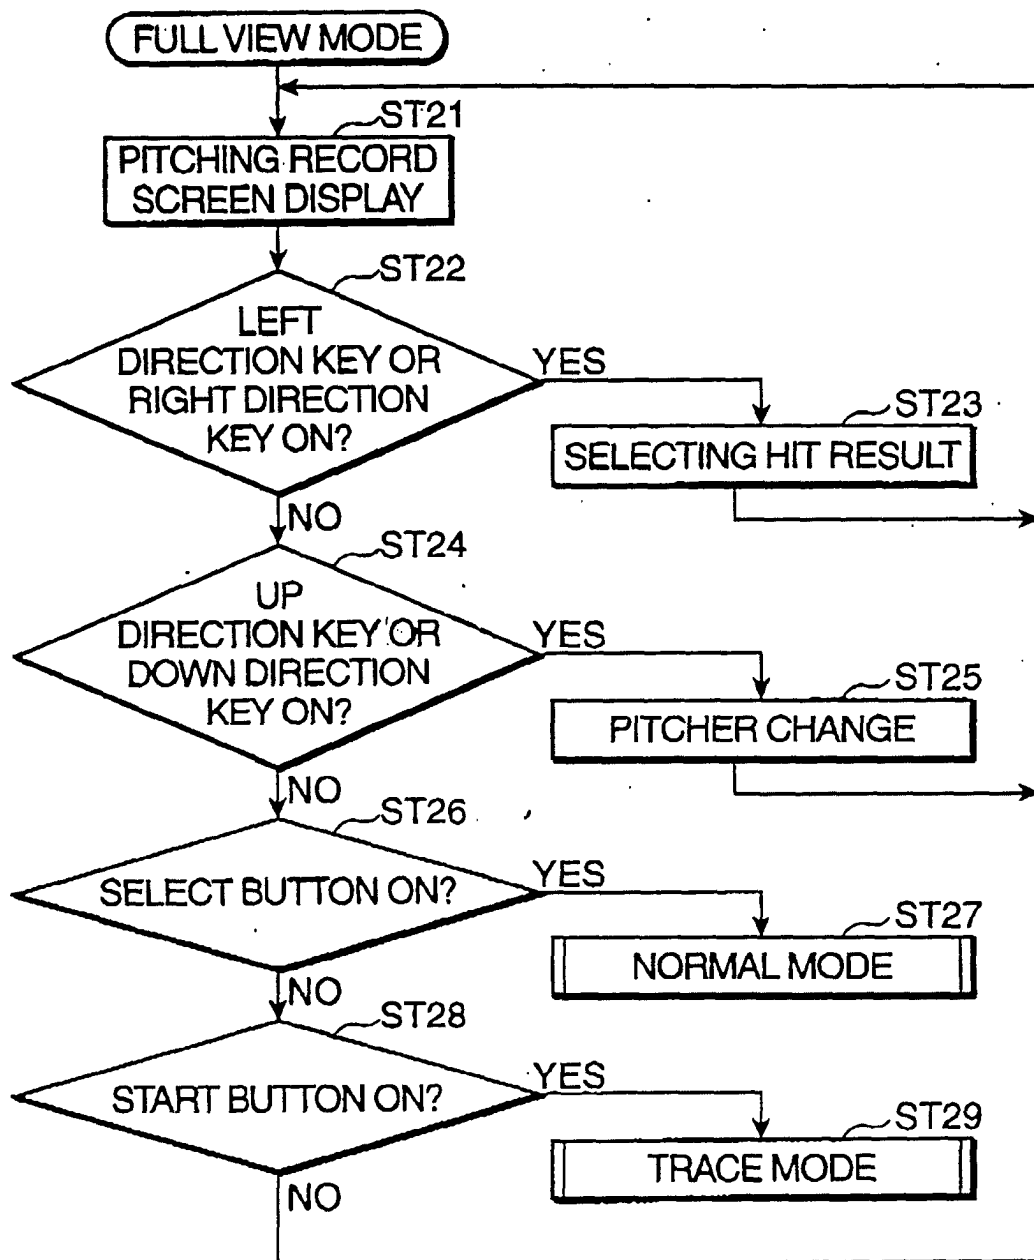 FULL VIEW MODE
ST21
PITCHING RECORD
SCREEN DISPLAY
ST22
LEFT
DIRECTION KEY OR
RIGHT DIRECTION
KEY ON?
YES
ST23
SELECTING HIT RESULT
NO
ST24
UP
DIRECTION KEY OR
DOWN DIRECTION
KEY ON?
YES
ST25
PITCHER CHANGE
NO
ST26
SELECT BUTTON ON?
YES
ST27
NORMAL MODE
NO
ST28
START BUTTON ON?
YES
ST29
TRACE MODE
NO